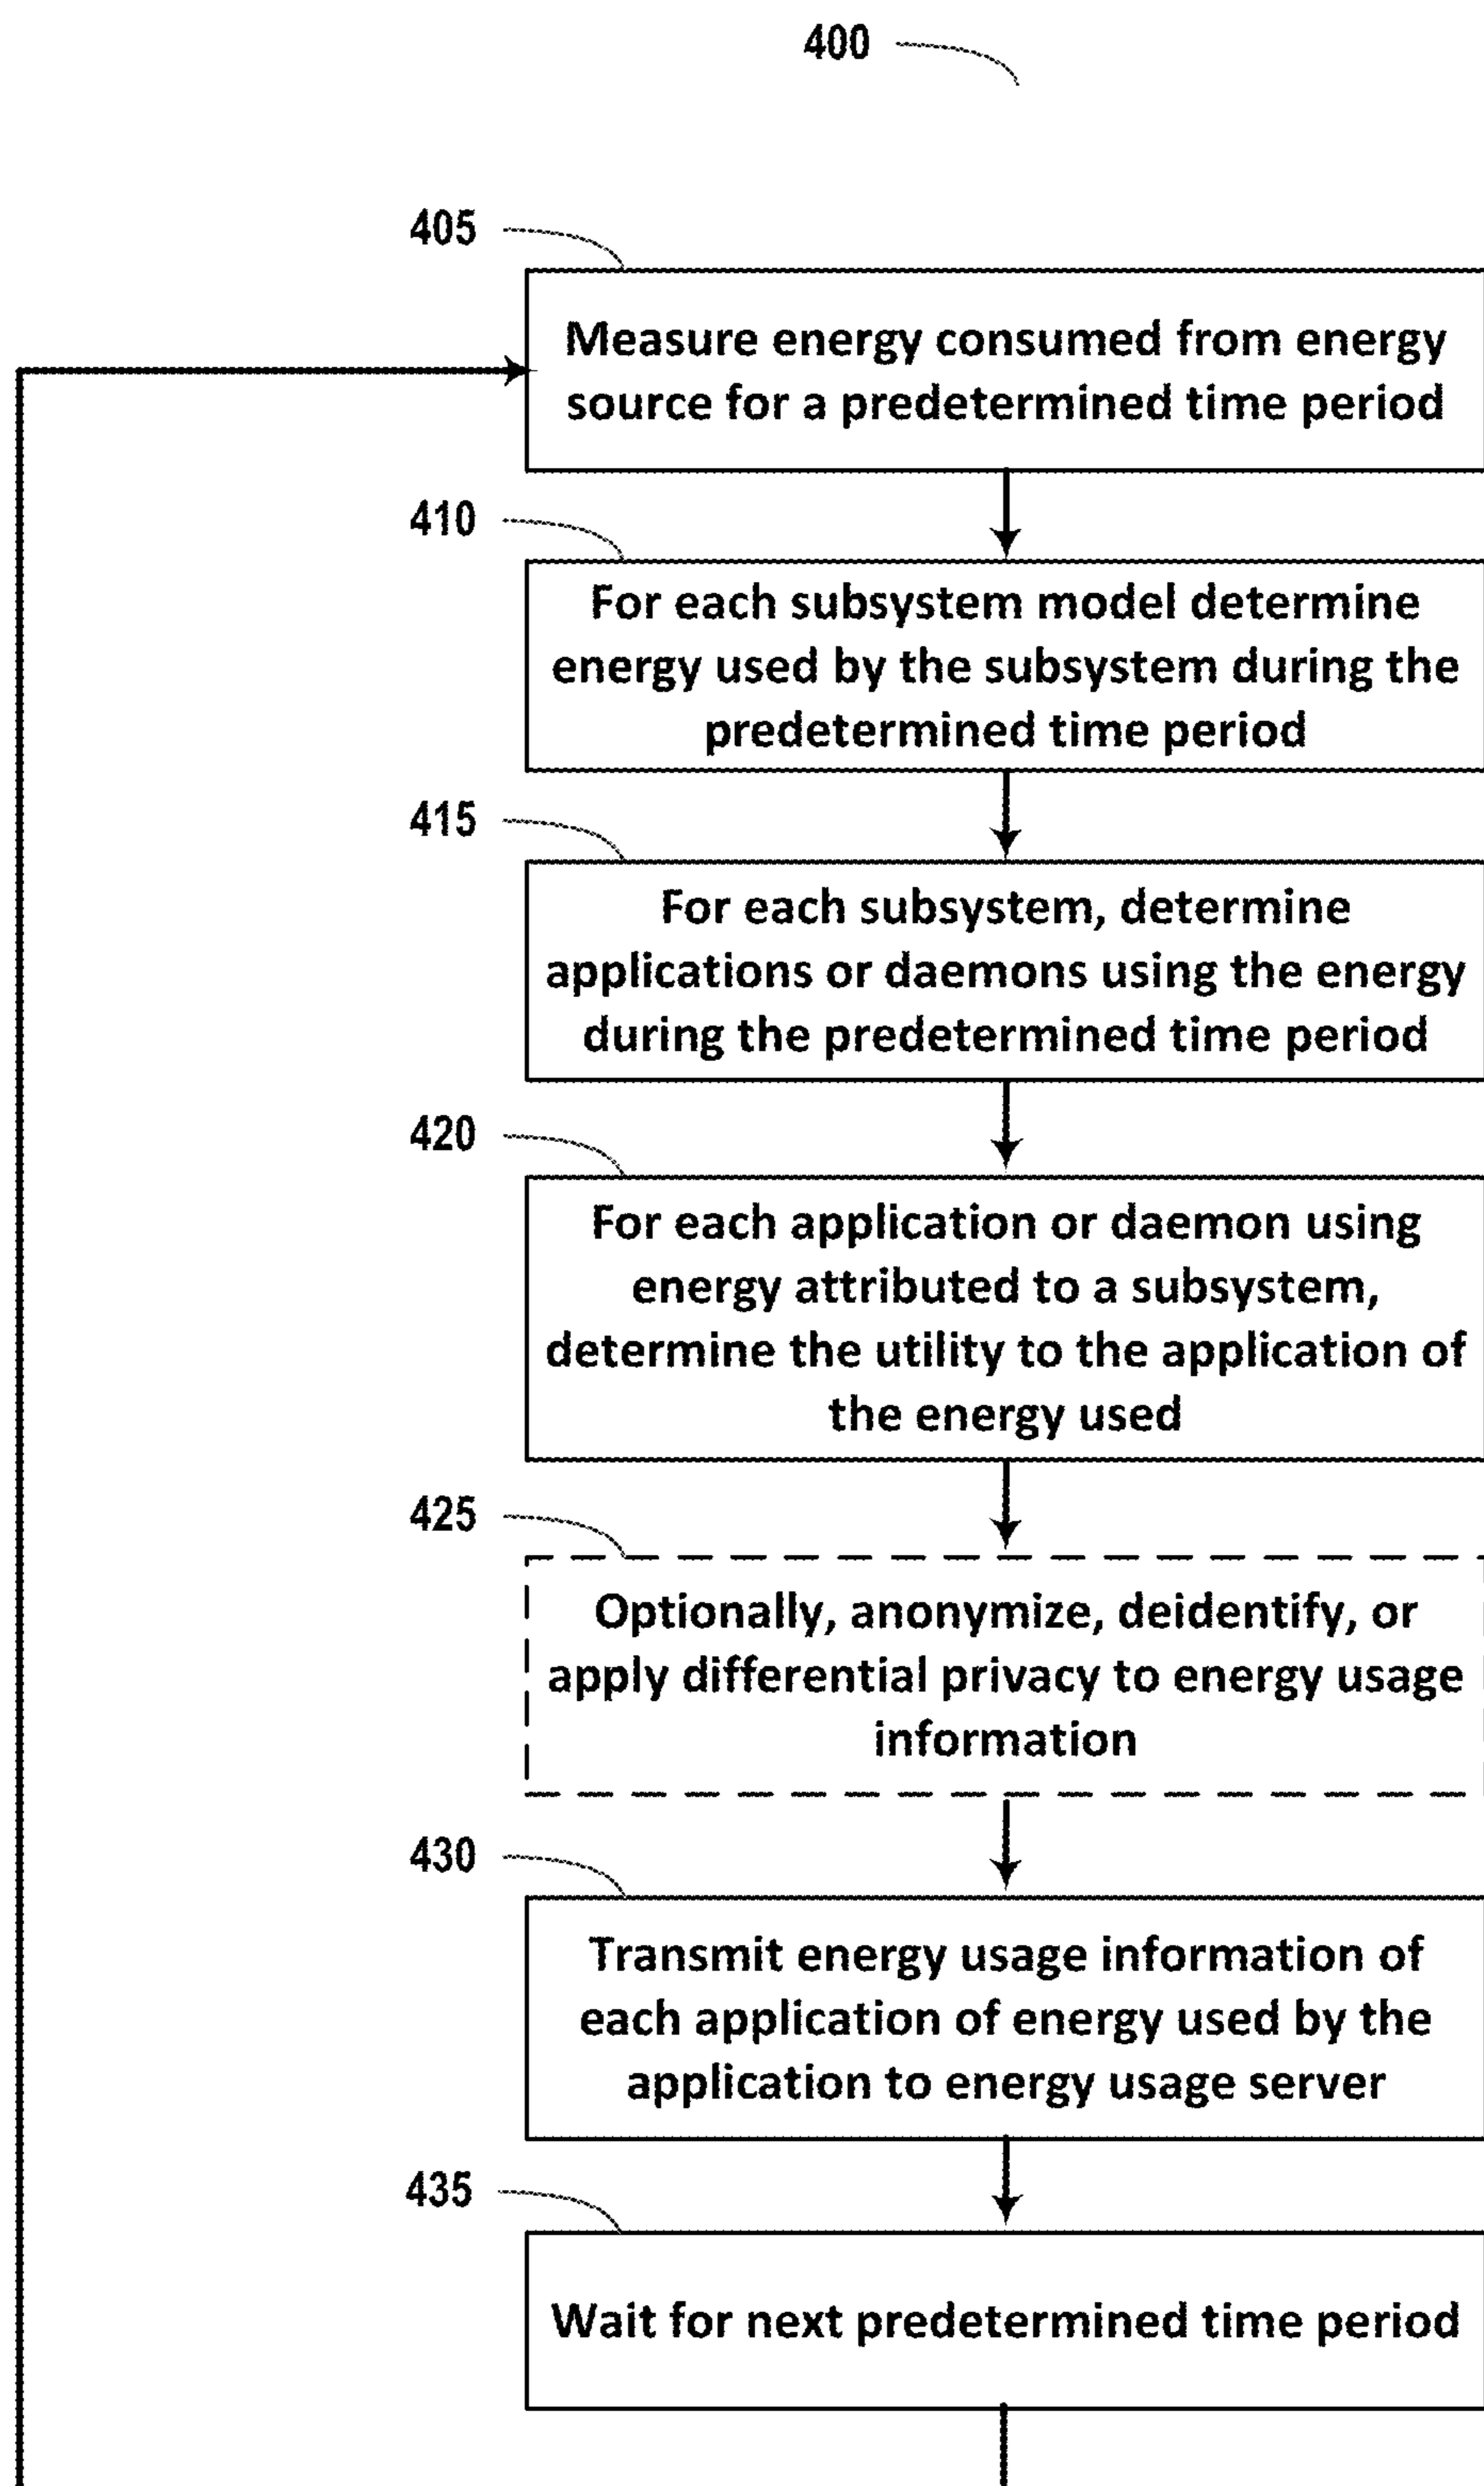 400
405
Measure energy consumed from energy
source for a predetermined time period
410
For each subsystem model determine
energy used by the subsystem during the
predetermined time period
415
For each subsystem, determine
applications or daemons using the energy
during the predetermined time period
420
For each application or daemon using
energy attributed to a subsystem,
determine the utility to the application of
the energy used
425
Optionally, anonymize, deidentify, or
apply differential privacy to energy usage
information
430
Transmit energy usage information of
each application of energy used by the
application to energy usage server
435
Wait for next predetermined time period